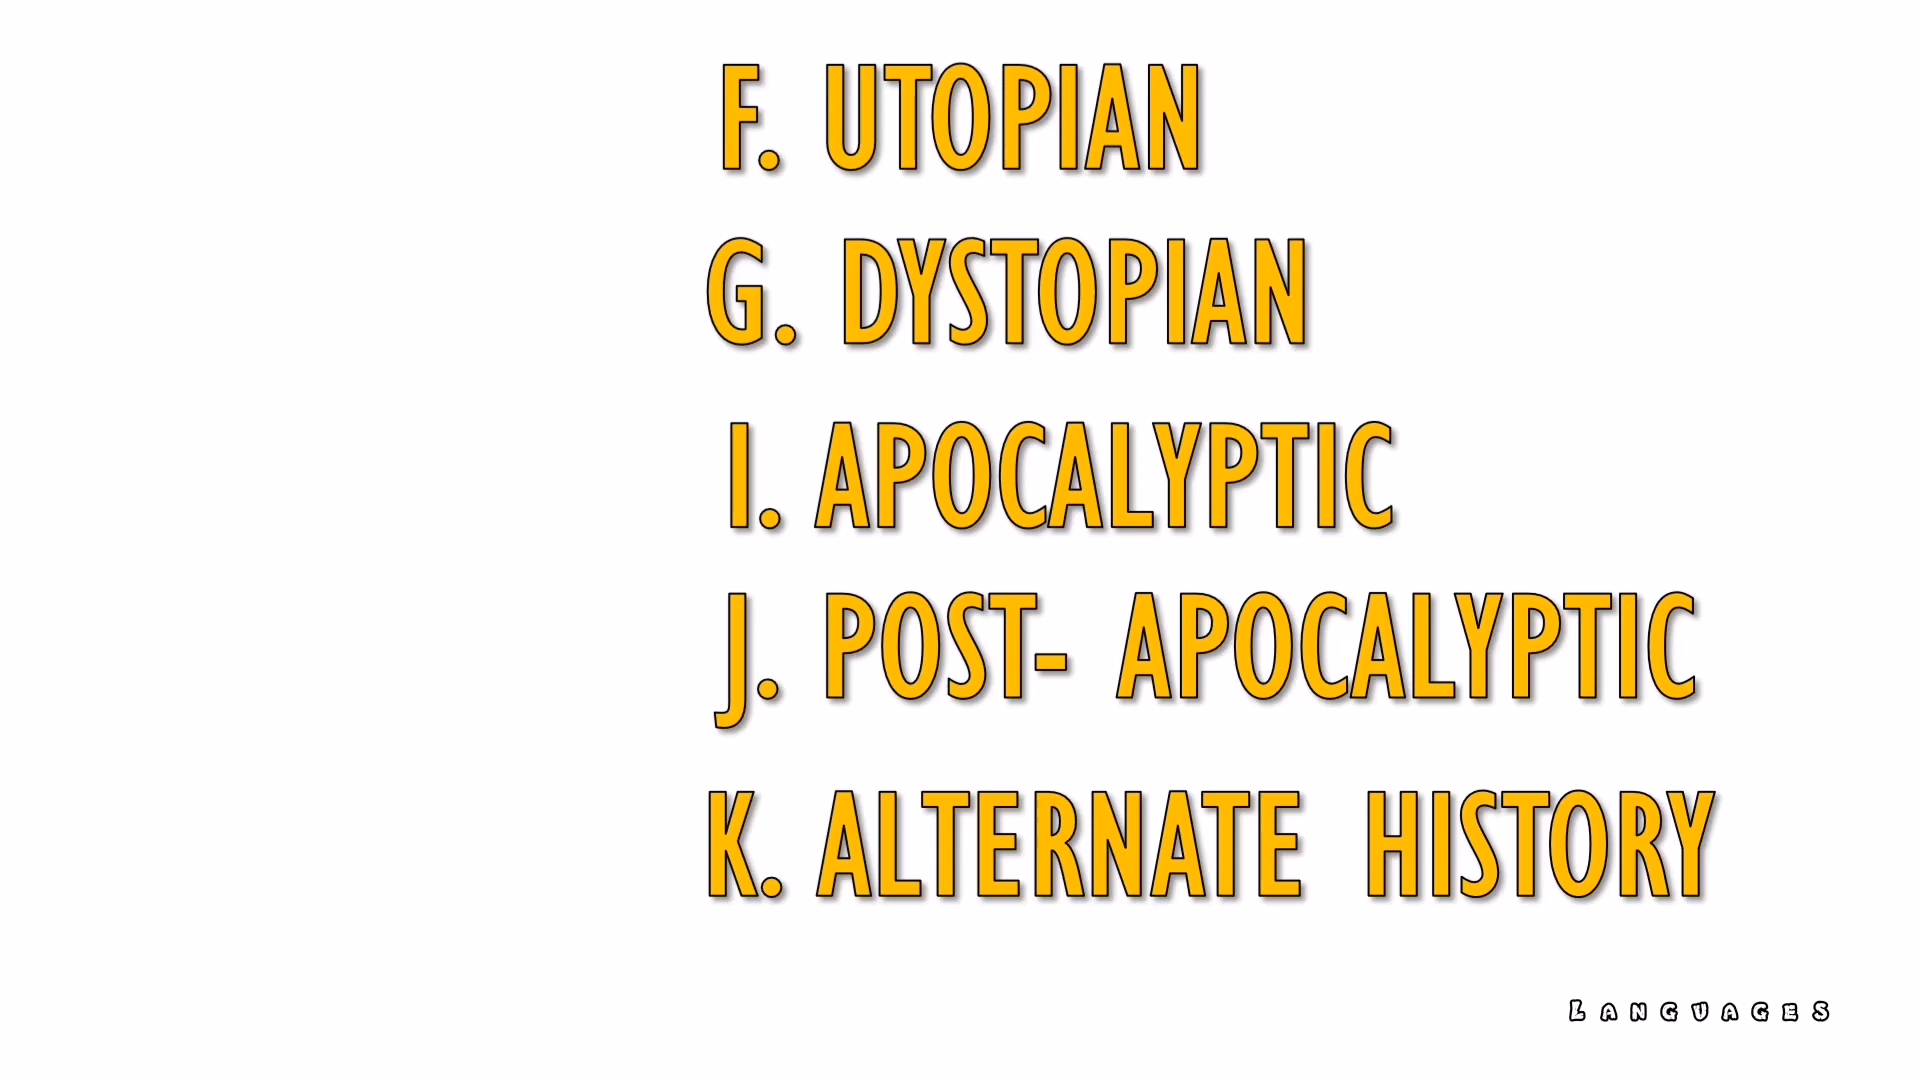 F. UTOPIAN
G. DYSTOPIAN
I. APOCALYPTIC
J. POST- APOCALYPTIC
K. ALTERNATE HISTORY
LANGUAGES